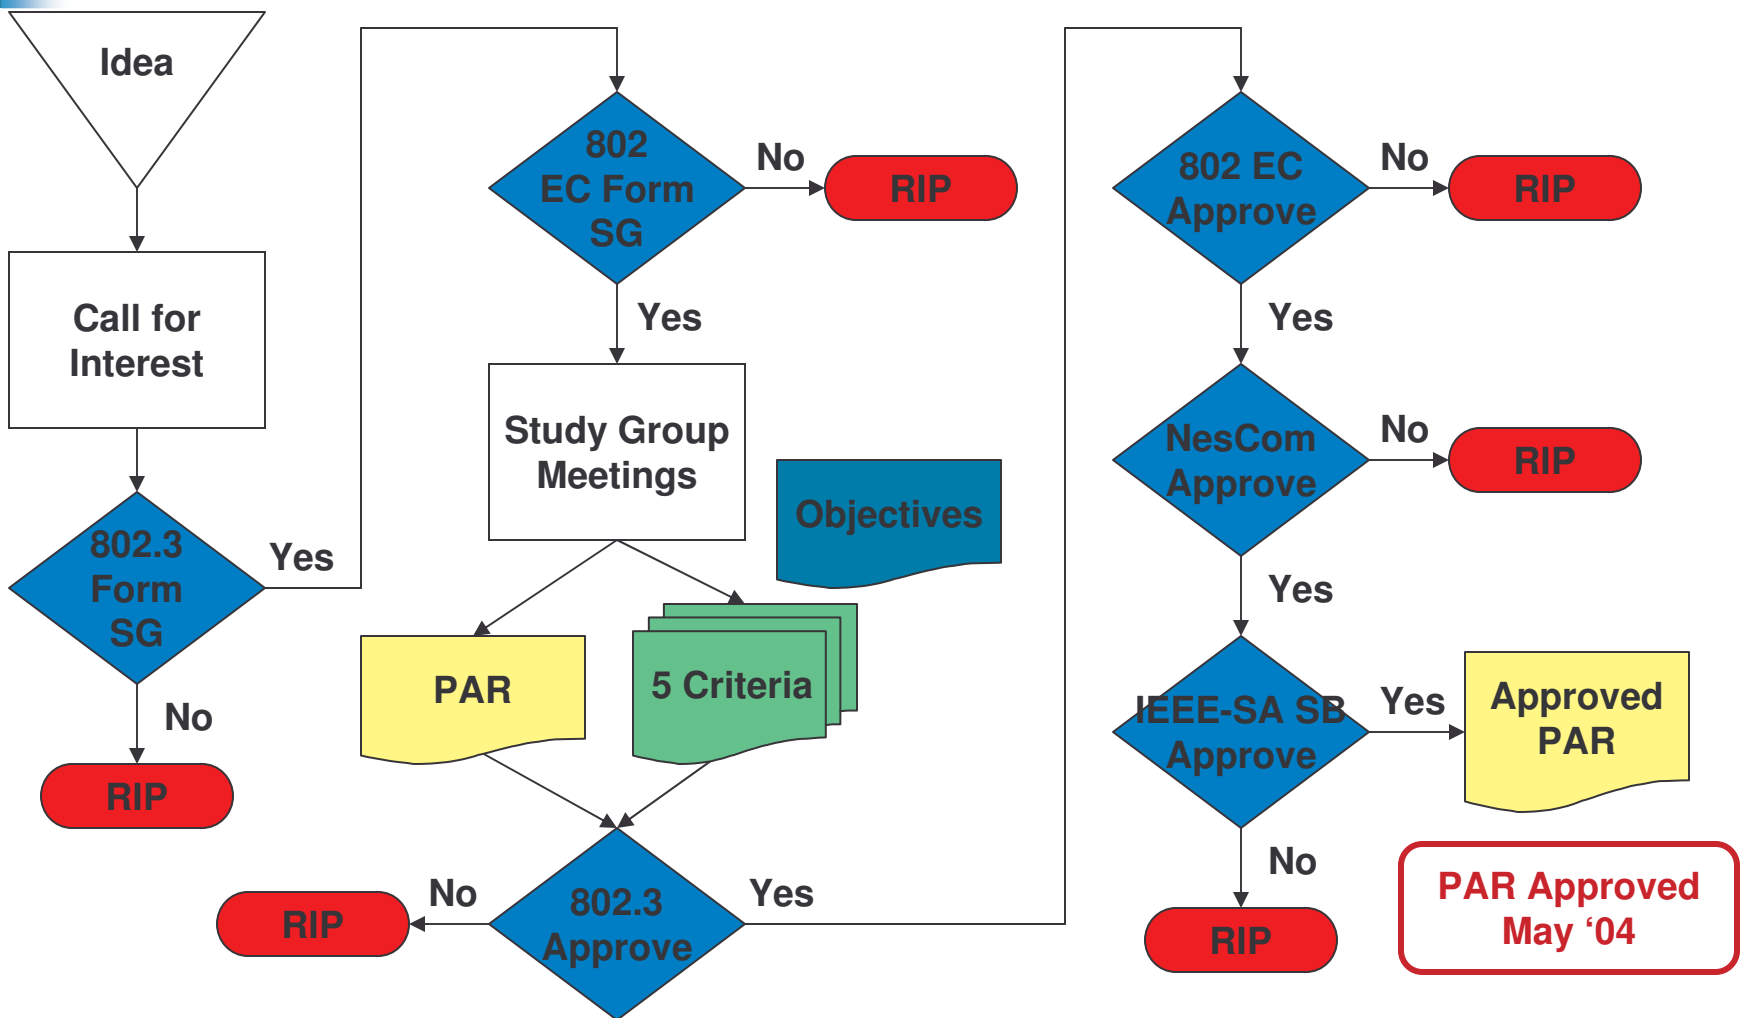 Idea
Call for
Interest
802.3
Form
SG
Yes
No
RIP
802
EC Form
SG
No
RIP
Yes
Study Group
Meetings
Objectives
PAR
5 Criteria
802.3
Approve
No
RIP
Yes
802 EC
Approve
No
RIP
Yes
NesCom
Approve
No
RIP
Yes
IEEE-SA SB
Approve
Yes
Approved
PAR
No
RIP
PAR Approved
May ‘04